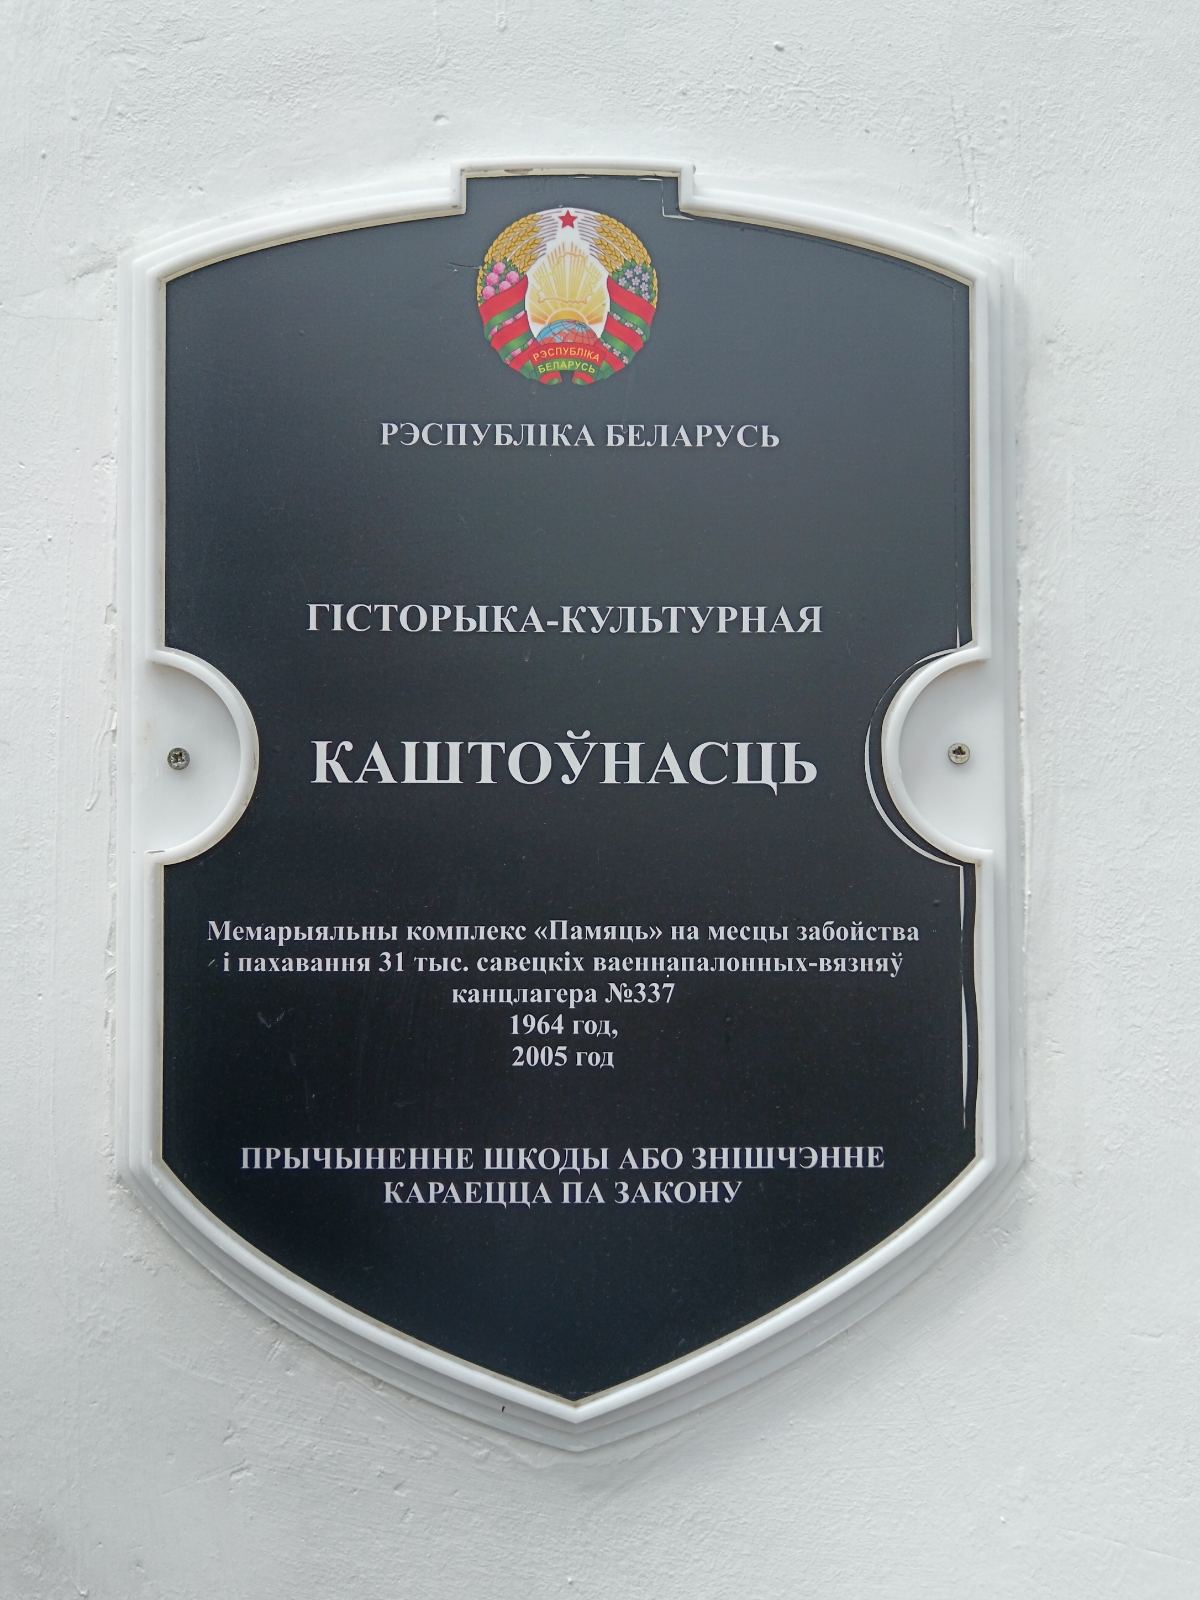 РЭСПУБЛІКА
БЕЛАРУСЬ
РЭСПУБЛІКА БЕЛАРУСЬ
ГІСТОРЫКА-КУЛЬТУРНАЯ
КАШТОЎНАСЦЬ
Мемарыяльны комплекс «Памяць» на месцы забойства
і пахавання 31 тыс. савецкіх ваеннапалонных-вязняў
канцлагера №337
1964 год,
2005 год
ПРЫЧЫНЕННЕ ШКОДЫ АБО ЗНІШЧЭННЕ
КАРАЕЦЦА ПА ЗАКОНУ